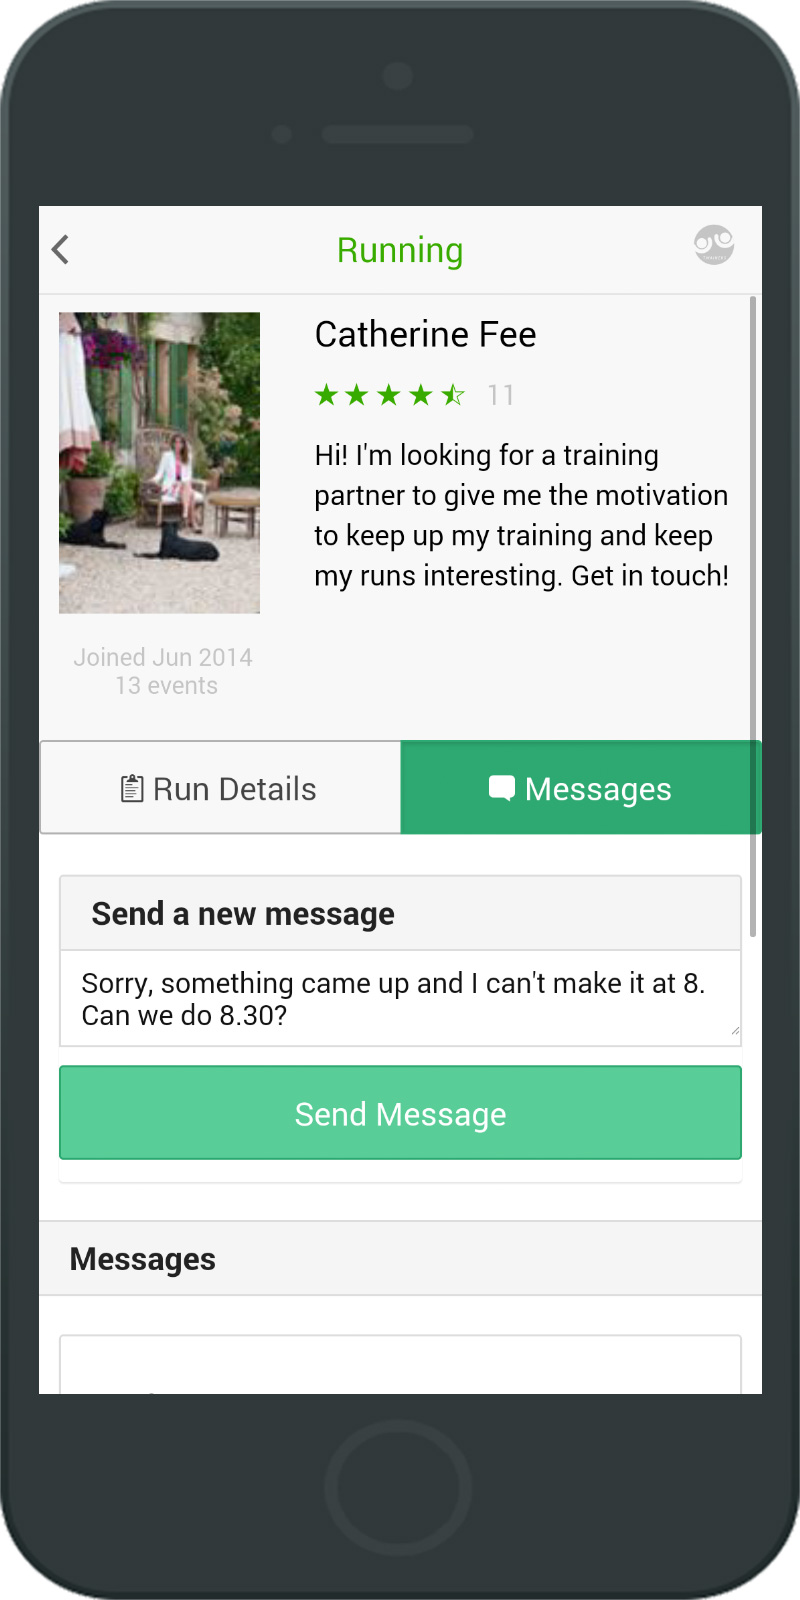 Running
Catherine Fee
11
Hi! I'm looking for a training
partner to give me the motivation
to keep up my training and keep
my runs interesting. Get in touch!
Joined Jun 2014
13 events
Run Details
Messages
Send a new message
Sorry, something came up and I can't make it at 8.
Can we do 8.30?
Send Message
Messages